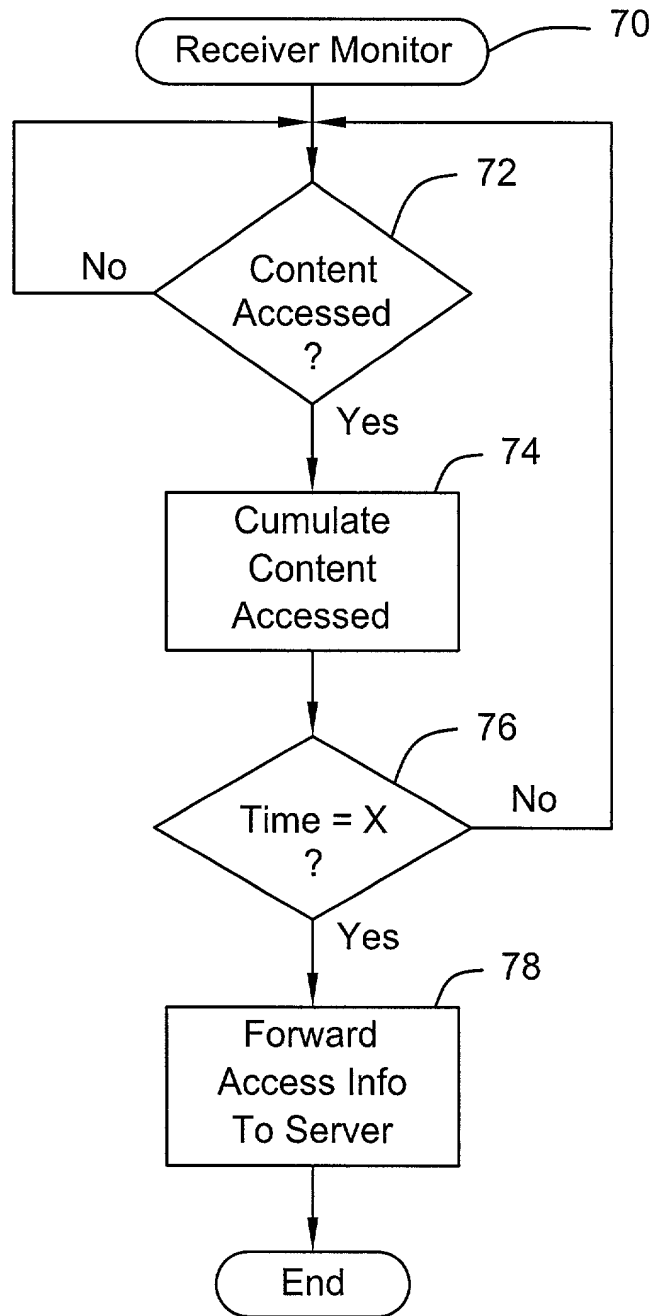 Receiver Monitor
70
72
No
Content
Accessed
?
Yes
74
Cumulate
Content
Accessed
76
Time = X
?
No
Yes
78
Forward
Access Info
To Server
End